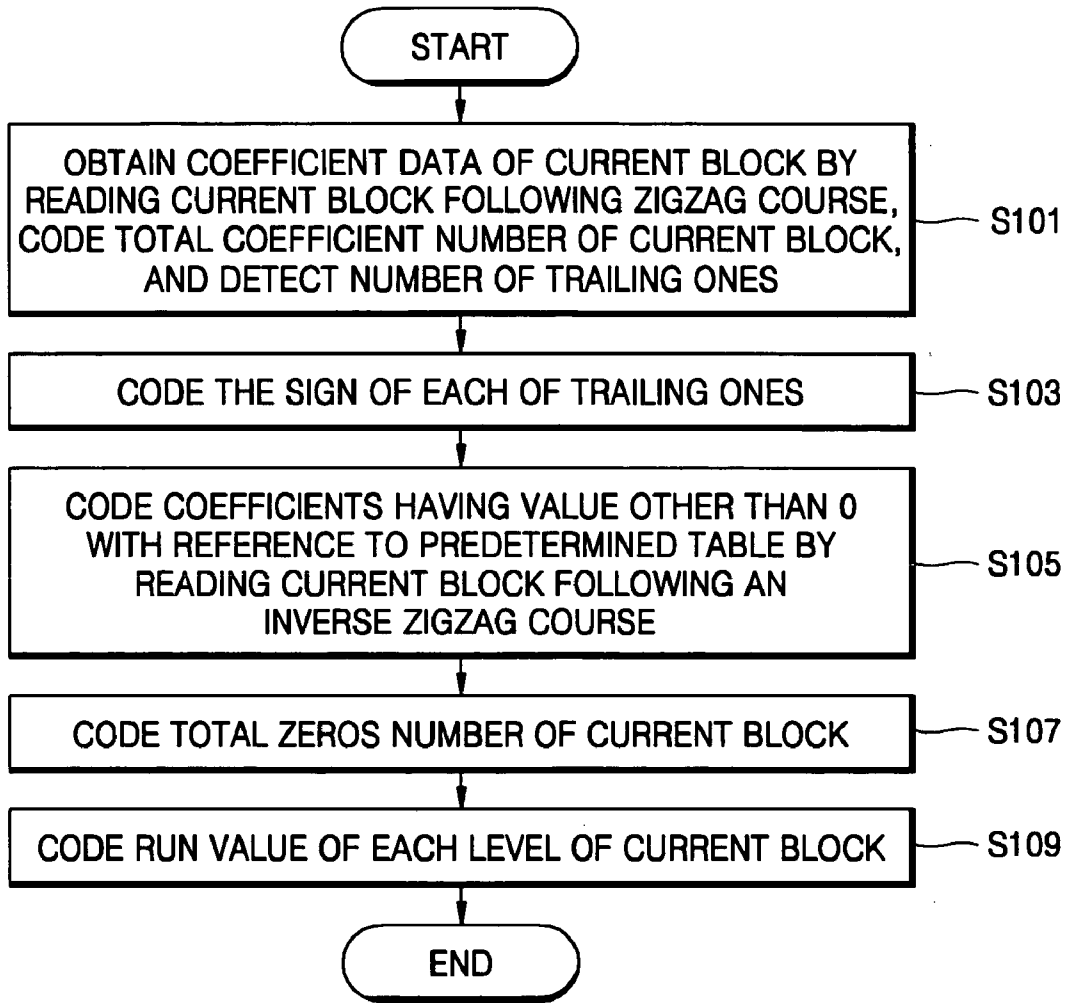 START
OBTAIN COEFFICIENT DATA OF CURRENT BLOCK BY
READING CURRENT BLOCK FOLLOWING ZIGZAG COURSE,
CODE TOTAL COEFFICIENT NUMBER OF CURRENT BLOCK,
AND DETECT NUMBER OF TRAILING ONES
S101
CODE THE SIGN OF EACH OF TRAILING ONES
S103
CODE COEFFICIENTS HAVING VALUE OTHER THAN 0
WITH REFERENCE TO PREDETERMINED TABLE BY
READING CURRENT BLOCK FOLLOWING AN
INVERSE ZIGZAG COURSE
S105
CODE TOTAL ZEROS NUMBER OF CURRENT BLOCK
S107
CODE RUN VALUE OF EACH LEVEL OF CURRENT BLOCK
S109
END